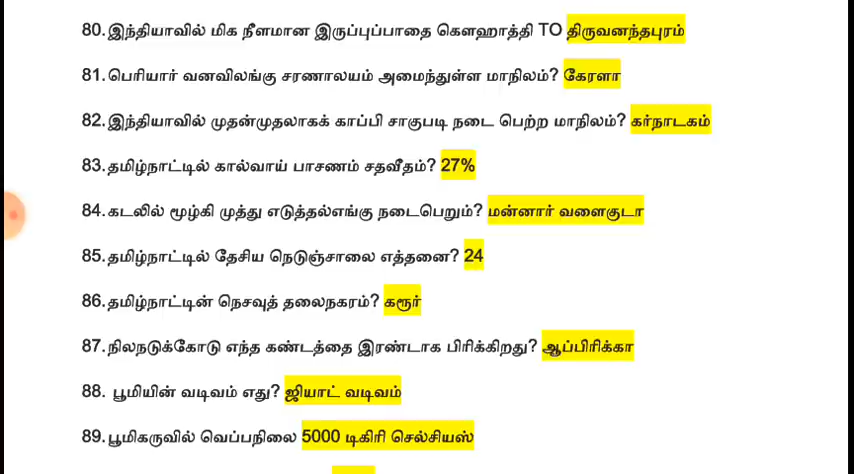 80.இந்தியாவில் மிக நீளமான இருப்புப்பாதை கௌஹாத்தி TO திருவனந்தபுரம்
81.பெரியார் வனவிலங்கு சரணாலயம் அமைந்துள்ள மாநிலம்? கேரளா
82.இந்தியாவில் முதன்முதலாகக் காப்பி சாகுபடி நடை பெற்ற மாநிலம்? கர்நாடகம்
83.தமிழ்நாட்டில் கால்வாய் பாசணம் சதவீதம்? 27%
84.கடலில் மூழ்கி முத்து எடுத்தல்எங்கு நடைபெறும்? மன்னார் வளைகுடா
85.தமிழ்நாட்டில் தேசிய நெடுஞ்சாலை எத்தனை? 24
86.தமிழ்நாட்டின் நெசவுத் தலைநகரம்? கரூர்
87.நிலநடுக்கோடு எந்த கண்டத்தை இரண்டாக பிரிக்கிறது? ஆப்பிரிக்கா
88. பூமியின் வடிவம் எது? ஜியாட் வடிவம்
89.பூமிகருவில் வெப்பநிலை 5000 டிகிரி செல்சியஸ்